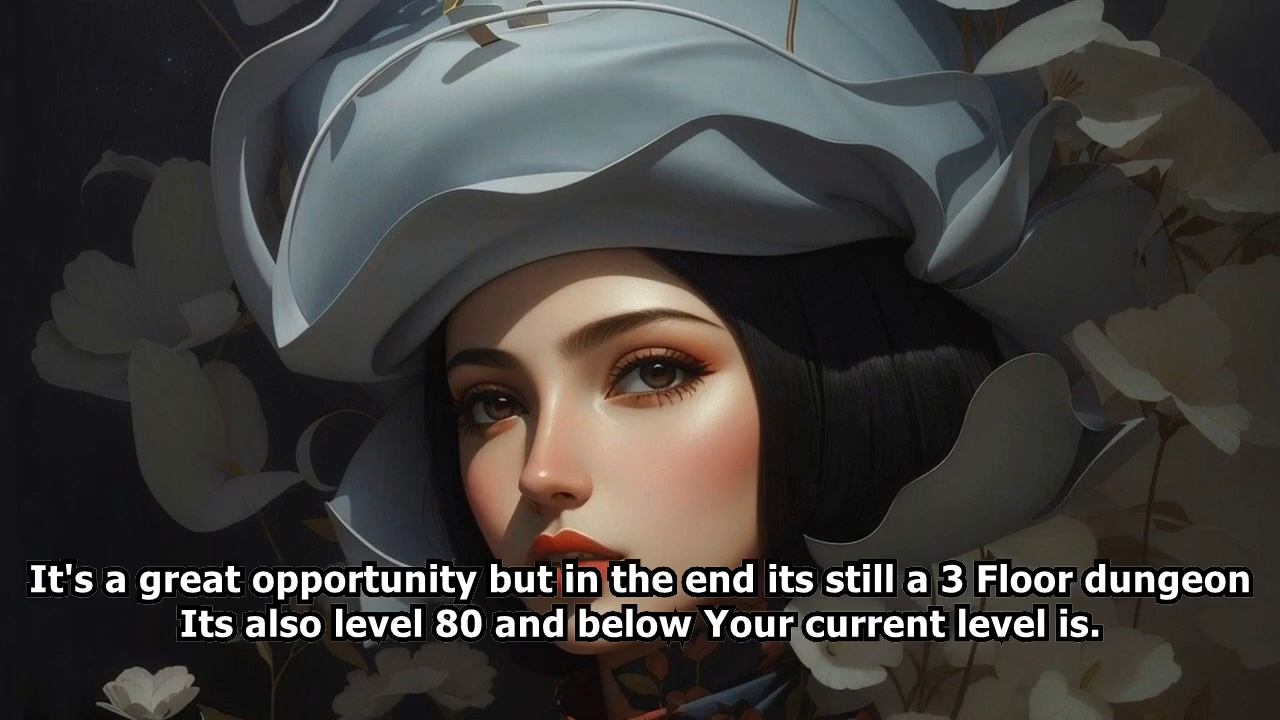 It's a great opportunity but in the end its still a 3 Floor dungeon
Its also level 80 and below Your current level is.